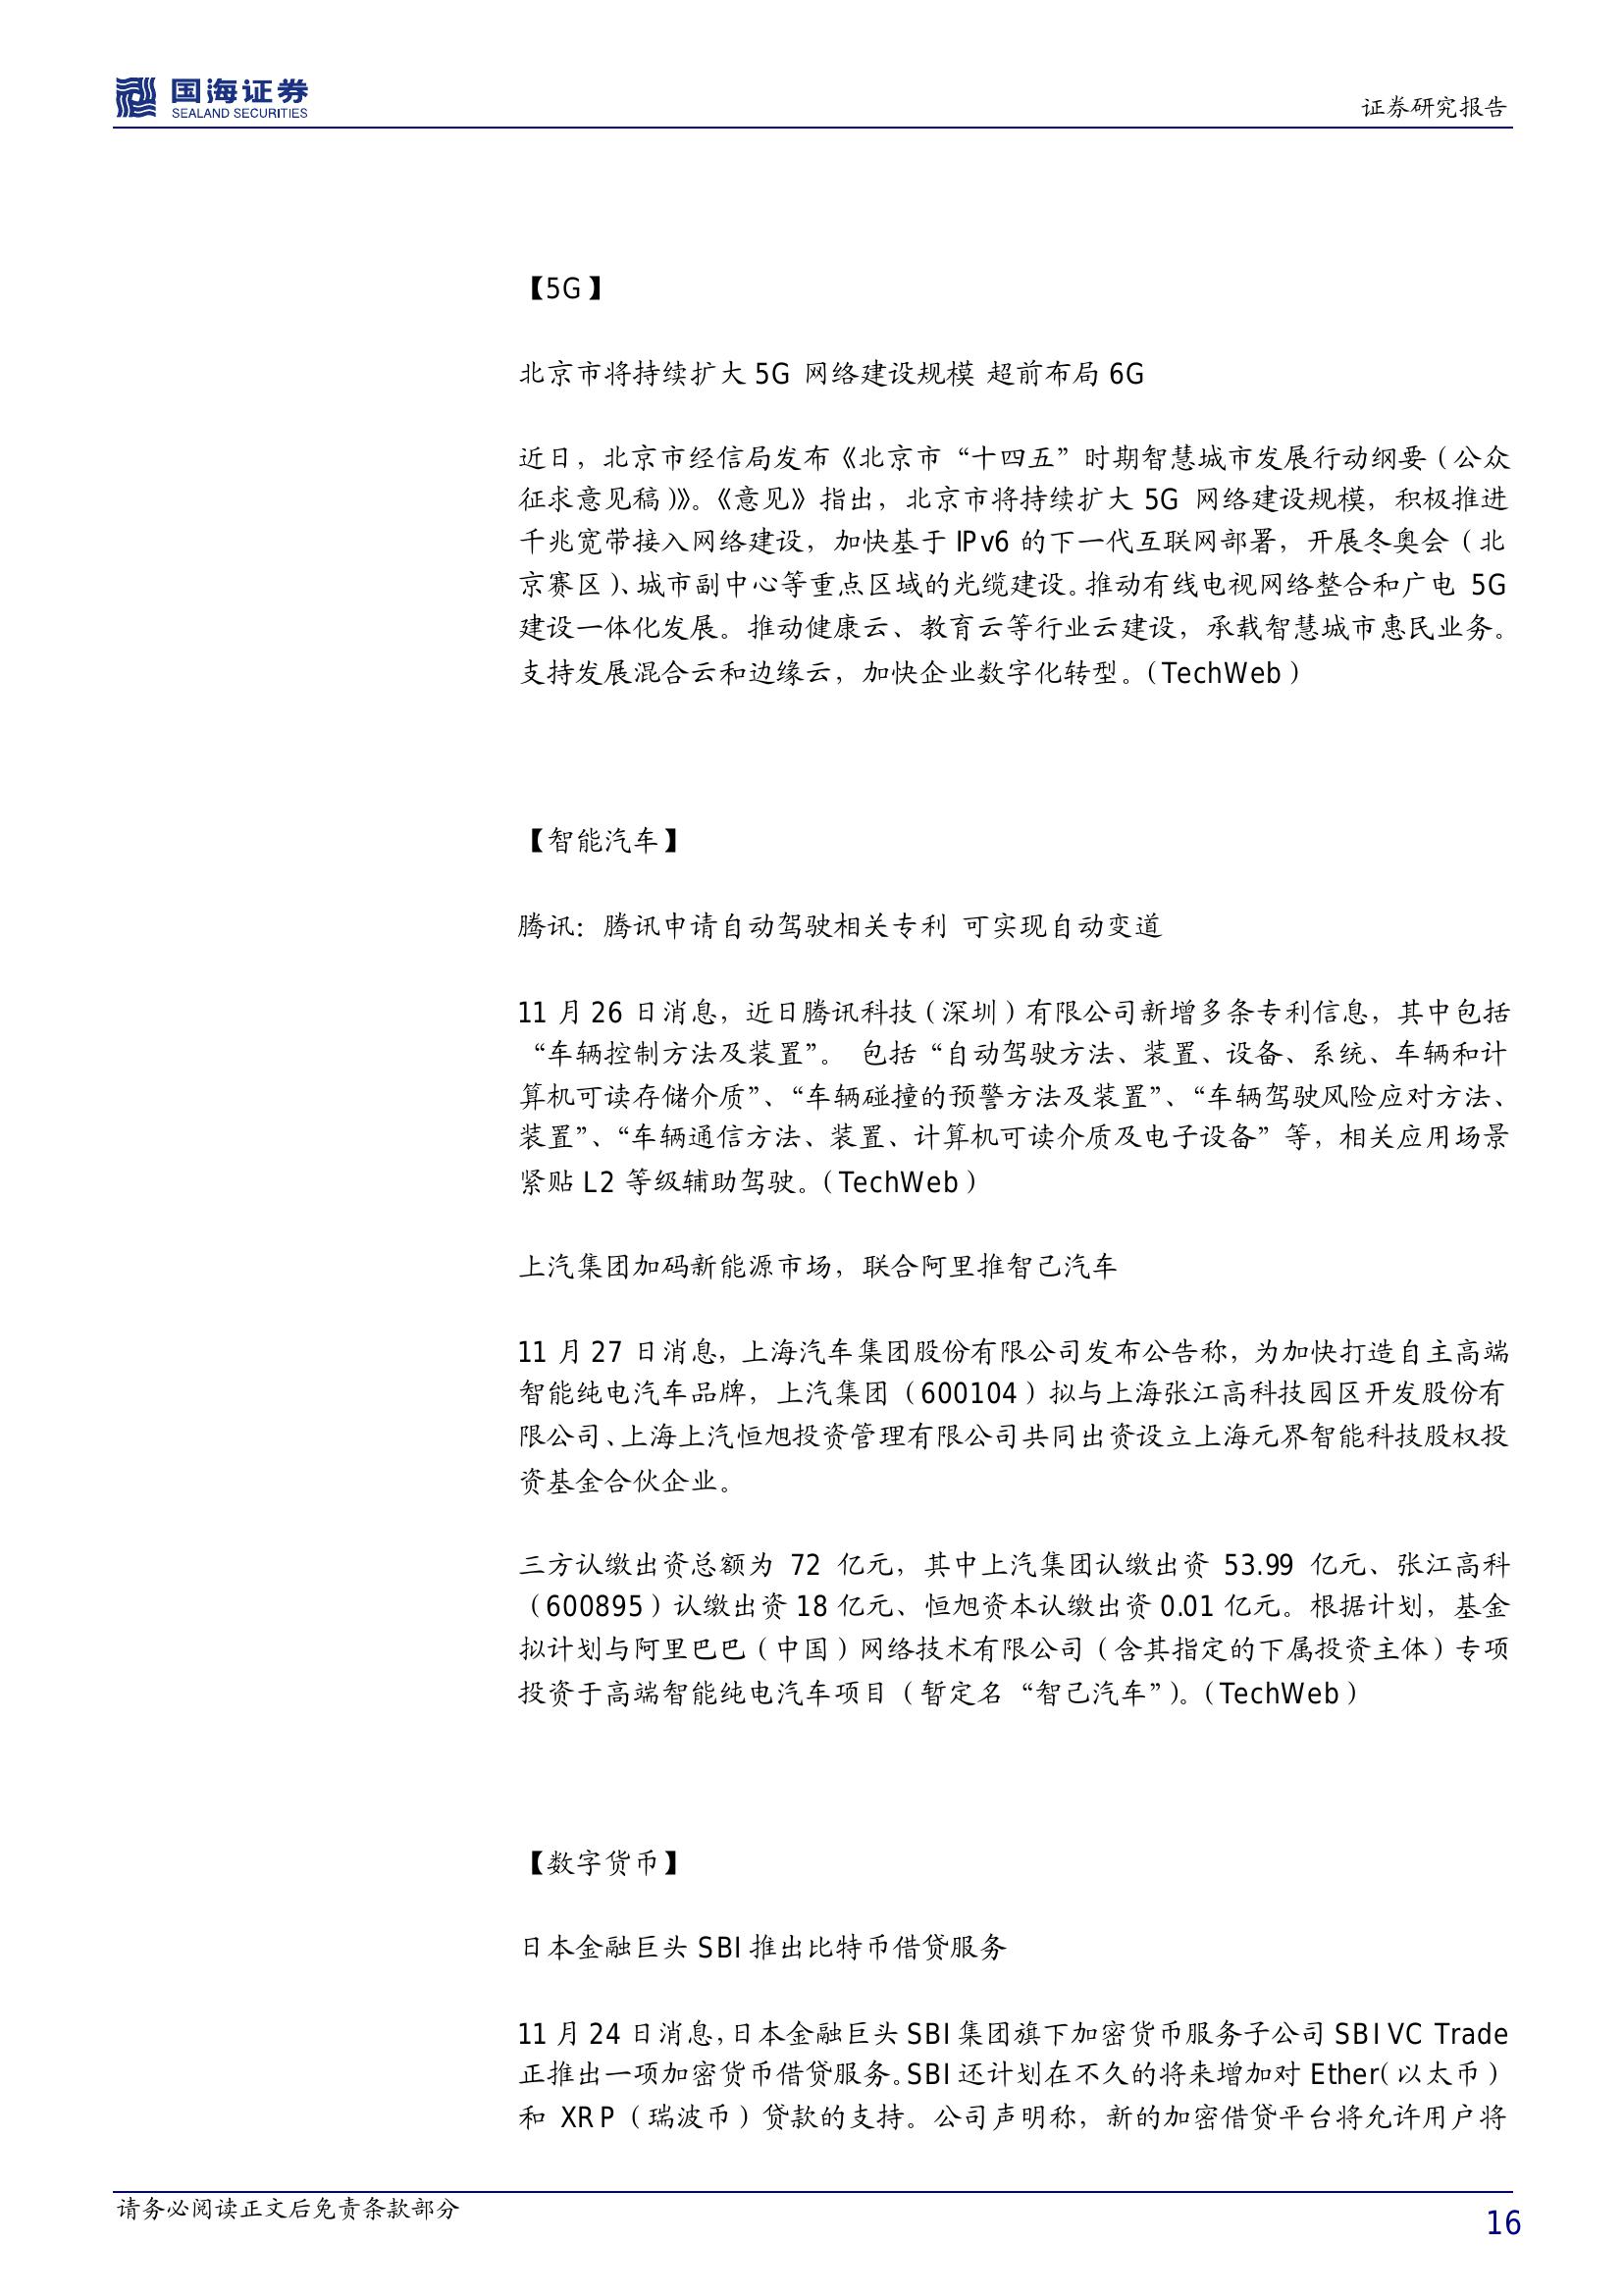 国海证券
SEALAND SECURITIES
证券研究报告
【5G】
北京市将持续扩大 5G 网络建设规模 超前布局 6G
近日，北京市经信局发布《北京市“十四五”时期智慧城市发展行动纲要（公众
征求意见稿）》。《意见》指出，北京市将持续扩大 5G 网络建设规模，积极推进
千兆宽带接入网络建设，加快基于 IPv6 的下一代互联网部署，开展冬奥会（北
京赛区）、城市副中心等重点区域的光缆建设。推动有线电视网络整合和广电 5G
建设一体化发展。推动健康云、教育云等行业云建设，承载智慧城市惠民业务。
支持发展混合云和边缘云，加快企业数字化转型。（TechWeb）
【智能汽车】
腾讯：腾讯申请自动驾驶相关专利 可实现自动变道
11 月 26 日消息，近日腾讯科技（深圳）有限公司新增多条专利信息，其中包括
“车辆控制方法及装置”。 包括“自动驾驶方法、装置、设备、系统、车辆和计
算机可读存储介质”、“车辆碰撞的预警方法及装置”、“车辆驾驶风险应对方法、
装置”、“车辆通信方法、装置、计算机可读介质及电子设备”等，相关应用场景
紧贴 L2 等级辅助驾驶。（TechWeb）
上汽集团加码新能源市场，联合阿里推智己汽车
11 月 27 日消息，上海汽车集团股份有限公司发布公告称，为加快打造自主高端
智能纯电汽车品牌，上汽集团（600104）拟与上海张江高科技园区开发股份有
限公司、上海上汽恒旭投资管理有限公司共同出资设立上海元界智能科技股权投
资基金合伙企业。
三方认缴出资总额为 72 亿元，其中上汽集团认缴出资 53.99 亿元、张江高科
（600895）认缴出资 18 亿元、恒旭资本认缴出资 0.01 亿元。根据计划，基金
拟计划与阿里巴巴（中国）网络技术有限公司（含其指定的下属投资主体）专项
投资于高端智能纯电汽车项目（暂定名“智己汽车”）。（TechWeb）
【数字货币】
日本金融巨头 SBI 推出比特币借贷服务
11 月 24 日消息，日本金融巨头 SBI 集团旗下加密货币服务子公司 SBI VC Trade
正推出一项加密货币借贷服务。SBI 还计划在不久的将来增加对 Ether（以太币）
和 XRP（瑞波币）贷款的支持。公司声明称，新的加密借贷平台将允许用户将
请务必阅读正文后免责条款部分
16